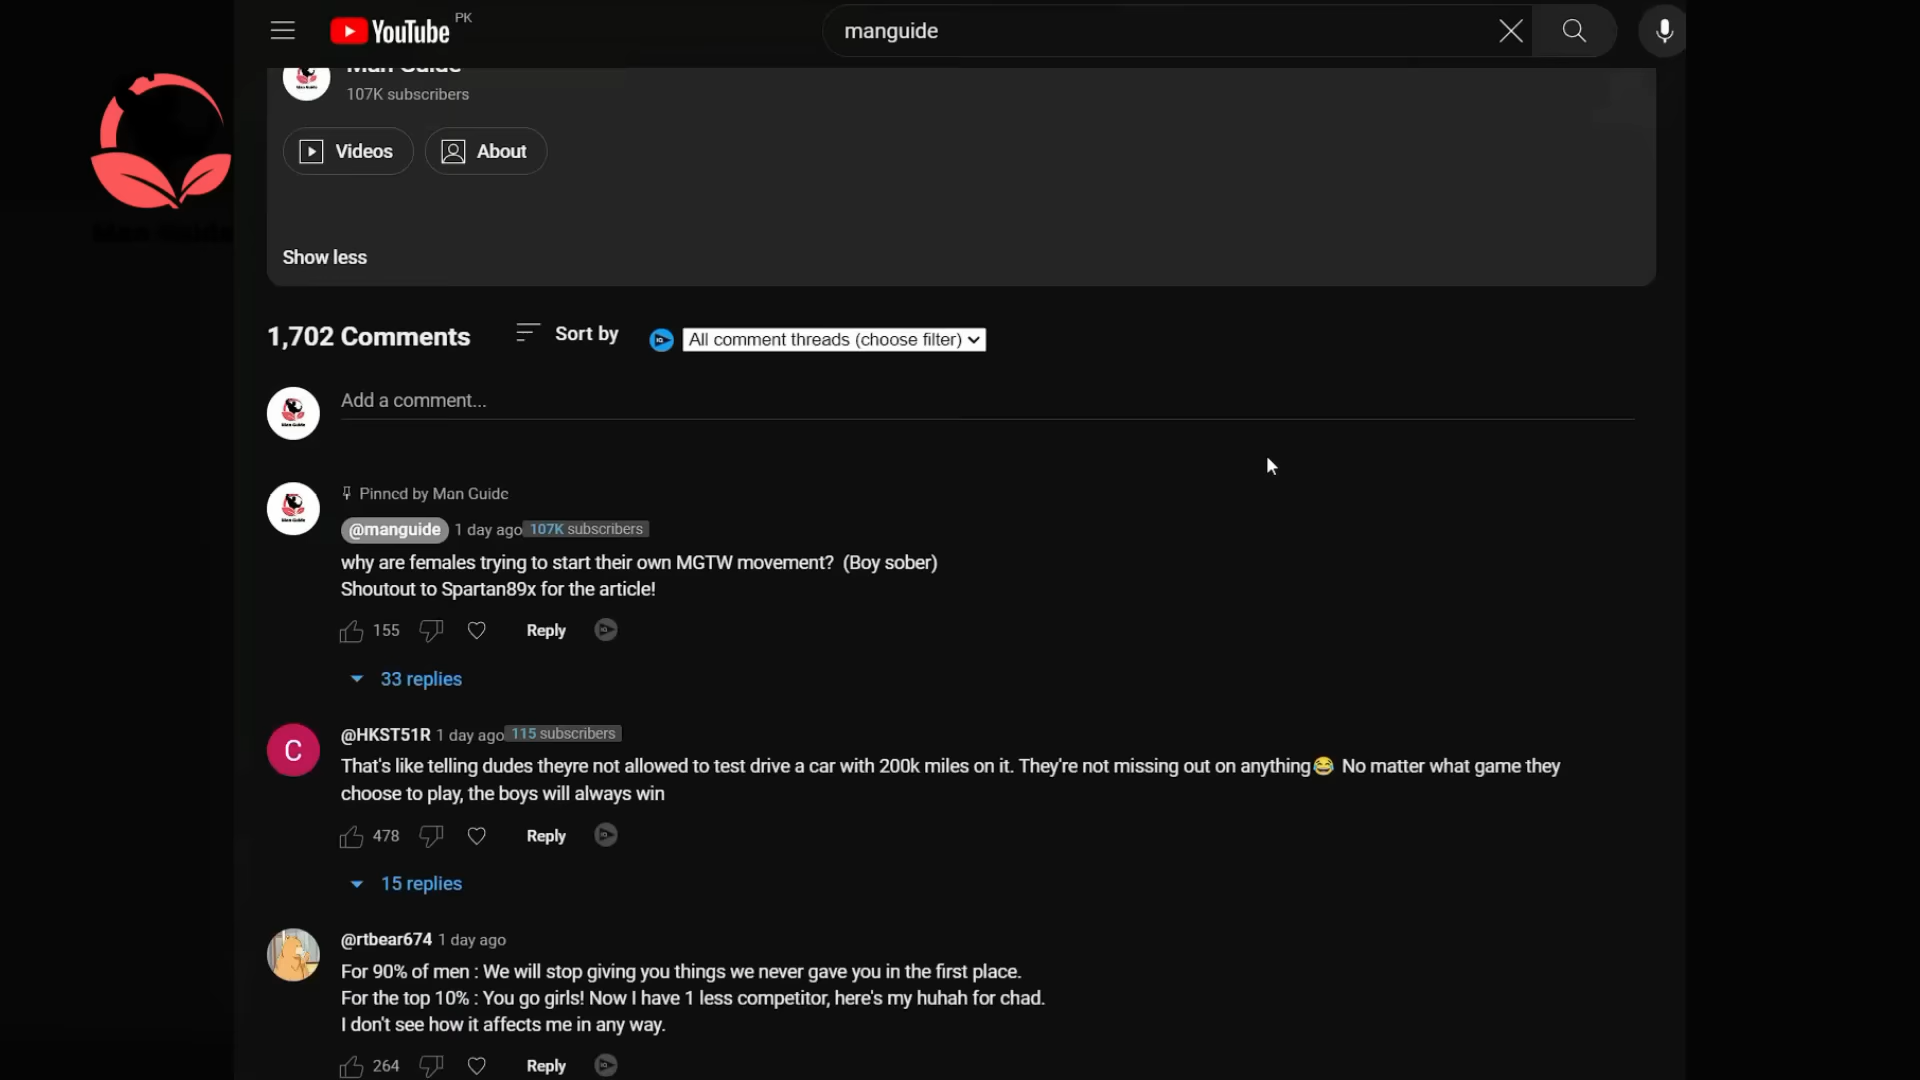 YouTube PK
manguide
Man Guide
107K subscribers
Videos
About
Show less
1,702 Comments
Sort by
All comment threads (choose filter)
Add a comment...
Pinned by Man Guide
@manguide 1 day ago 107K subscribers
why are females trying to start their own MGTW movement? (Boy sober)
Shoutout to Spartan89x for the article!
155
Reply
33 replies
C
@HKST51R 1 day ago 115 subscribers
That's like telling dudes theyre not allowed to test drive a car with 200k miles on it. They're not missing out on anything😂 No matter what game they
choose to play, the boys will always win
478
Reply
15 replies
@rtbear674 1 day ago
For 90% of men : We will stop giving you things we never gave you in the first place.
For the top 10% : You go girls! Now I have 1 less competitor, here's my huhah for chad.
I don't see how it affects me in any way.
264
Reply